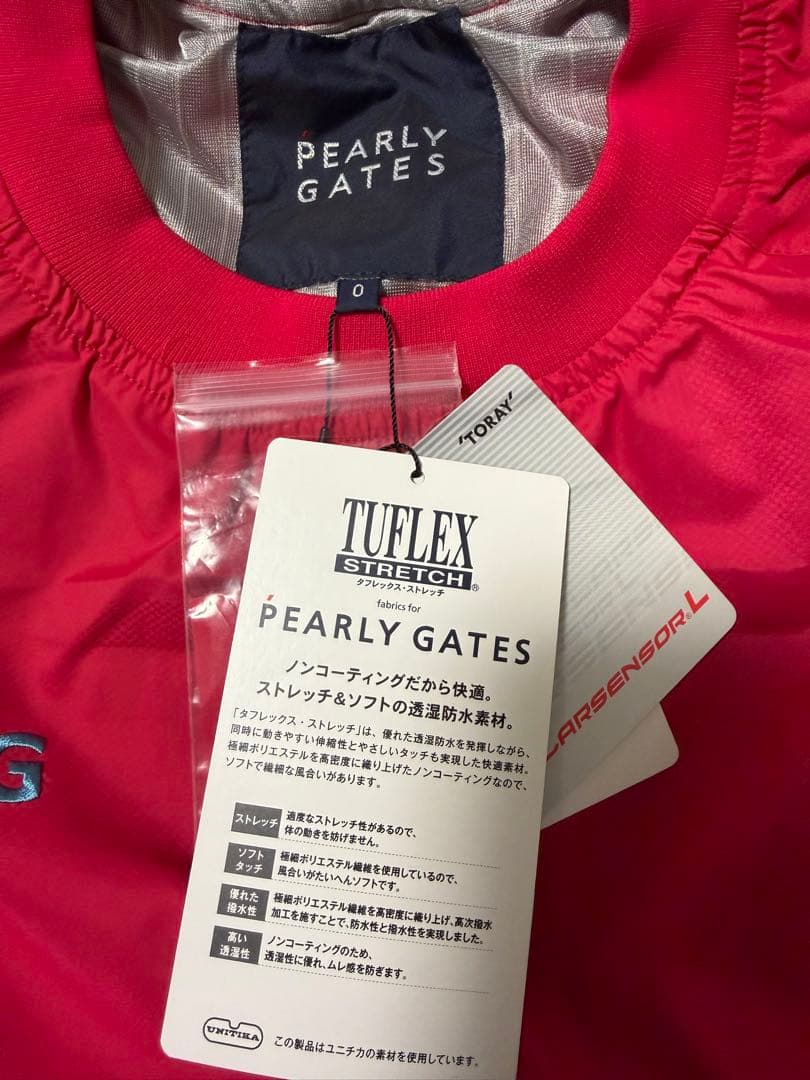 PEARLY
GATES
0
'TORAY'
LARSENSOR®L
TUFLEX
STRETCH®
タフレックス・ストレッチ
fabrics for
PEARLY GATES
ノンコーティングだから快適。
ストレッチ&ソフトの透湿防水素材。
「タフレックス・ストレッチ」は、優れた透湿防水を発揮しながら、
同時に動きやすい伸縮性とやさしいタッチも実現した快適素材。
極細ポリエステルを高密度に織り上げたノンコーティングなので、
ソフトで繊細な風合いがあります。
ストレッチ 適度なストレッチ性があるので、
体の動きを妨げません。
ソフト
タッチ 極細ポリエステル繊維を使用しているので、
風合いがたいへんソフトです。
優れた
撥水性 極細ポリエステル繊維を高密度に織り上げ、高次撥水
加工を施すことで、防水性と撥水性を実現しました。
高い
透湿性 ノンコーティングのため、
透湿性に優れ、ムレ感を防ぎます。
UNITIKA この製品はユニチカの素材を使用しています。
G